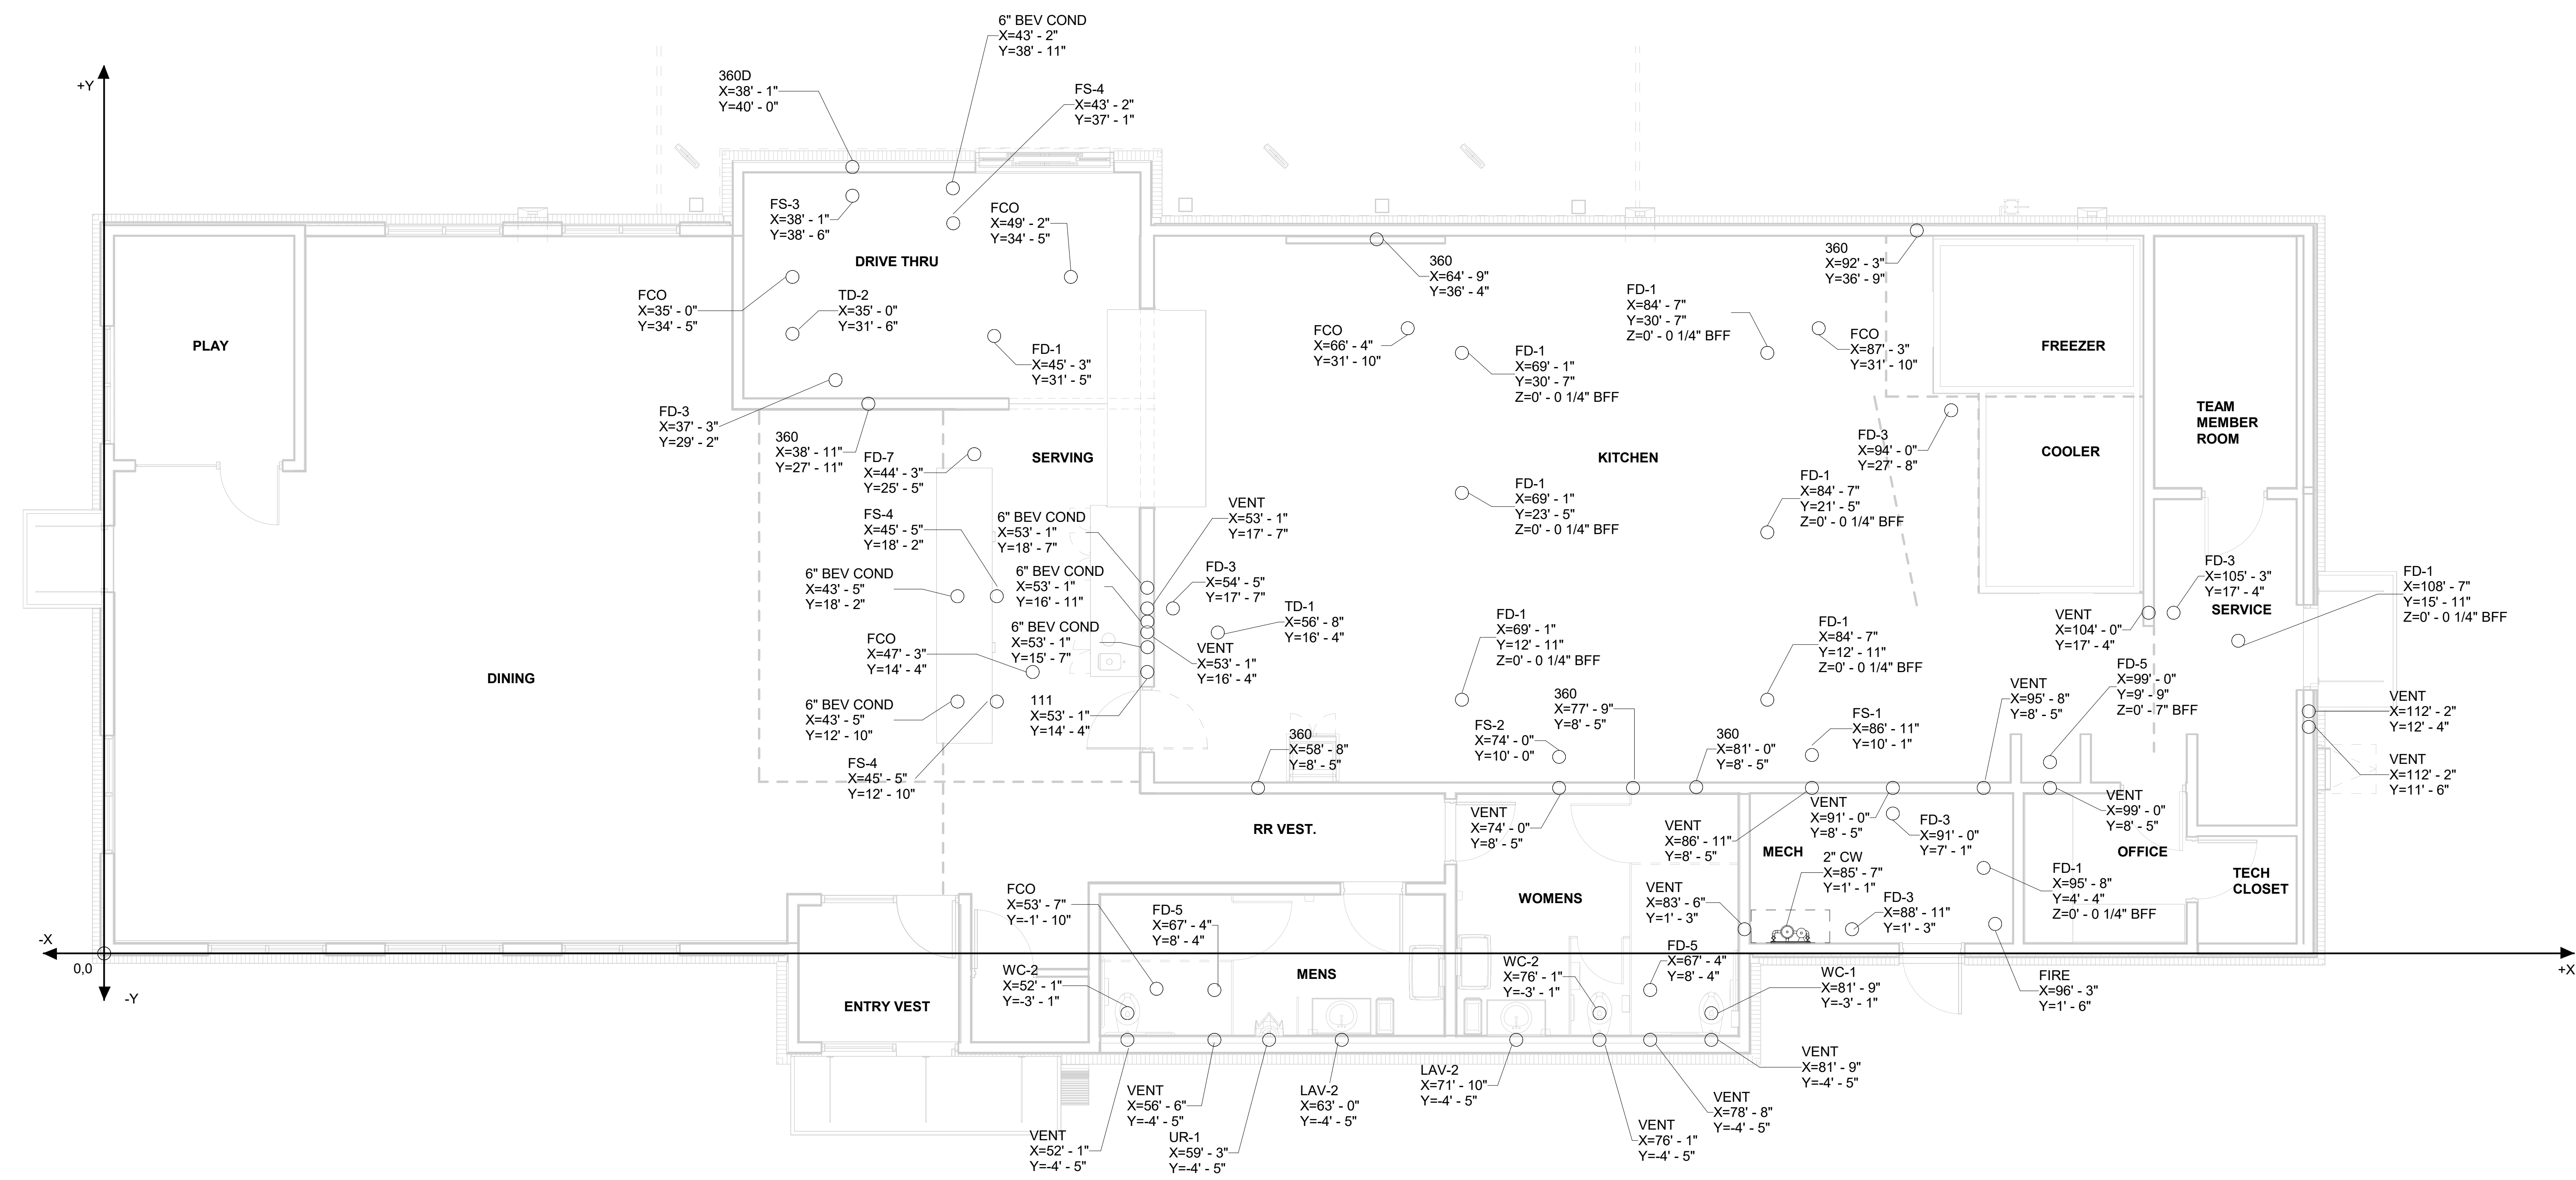 6" BEV COND
X=43' - 2"
Y=38' - 11"
360D
X=38' - 1"
Y=40' - 0"
+Y
FS-4
X=43' - 2"
Y=37' - 1"
FS-3
X=38' - 1"
Y=38' - 6"
FCO
X=49' - 2"
Y=34' - 5"
DRIVE THRU
360
X=64' - 9"
Y=36' - 4"
360
X=92' - 3"
Y=36' - 9"
FCO
X=35' - 0"
Y=34' - 5"
TD-2
X=35' - 0"
Y=31' - 6"
FD-1
X=84' - 7"
Y=30' - 7"
Z=0' - 0 1/4" BFF
FCO
X=66' - 4"
Y=31' - 10"
FCO
X=87' - 3"
Y=31' - 10"
PLAY
FREEZER
FD-1
X=45' - 3"
Y=31' - 5"
FD-1
X=69' - 1"
Y=30' - 7"
Z=0' - 0 1/4" BFF
FD-3
X=37' - 3"
Y=29' - 2"
TEAM
MEMBER
ROOM
360
X=38' - 11"
Y=27' - 11"
FD-3
X=94' - 0"
Y=27' - 8"
FD-7
X=44' - 3"
Y=25' - 5"
SERVING
KITCHEN
COOLER
FD-1
X=69' - 1"
Y=23' - 5"
Z=0' - 0 1/4" BFF
FD-1
X=84' - 7"
Y=21' - 5"
Z=0' - 0 1/4" BFF
FS-4
X=45' - 5"
Y=18' - 2"
6" BEV COND
X=53' - 1"
Y=18' - 7"
VENT
X=53' - 1"
Y=17' - 7"
6" BEV COND
X=43' - 5"
Y=18' - 2"
6" BEV COND
X=53' - 1"
Y=16' - 11"
FD-3
X=54' - 5"
Y=17' - 7"
TD-1
X=56' - 8"
Y=16' - 4"
FD-3
X=105' - 3"
Y=17' - 4"
SERVICE
FD-1
X=108' - 7"
Y=15' - 11"
Z=0' - 0 1/4" BFF
6" BEV COND
X=53' - 1"
Y=15' - 7"
VENT
X=53' - 1"
Y=16' - 4"
FD-1
X=69' - 1"
Y=12' - 11"
Z=0' - 0 1/4" BFF
FD-1
X=84' - 7"
Y=12' - 11"
Z=0' - 0 1/4" BFF
VENT
X=104' - 0"
Y=17' - 4"
FCO
X=47' - 3"
Y=14' - 4"
DINING
FD-5
X=99' - 0"
Y=9' - 9"
Z=0' - 7" BFF
VENT
X=95' - 8"
Y=8' - 5"
6" BEV COND
X=43' - 5"
Y=12' - 10"
111
X=53' - 1"
Y=14' - 4"
360
X=77' - 9"
Y=8' - 5"
VENT
X=112' - 2"
Y=12' - 4"
FS-2
X=74' - 0"
Y=10' - 0"
FS-1
X=86' - 11"
Y=10' - 1"
360
X=58' - 8"
Y=8' - 5"
360
X=81' - 0"
Y=8' - 5"
FS-4
X=45' - 5"
Y=12' - 10"
VENT
X=112' - 2"
Y=11' - 6"
VENT
X=99' - 0"
Y=8' - 5"
RR VEST.
VENT
X=74' - 0"
Y=8' - 5"
VENT
X=91' - 0"
Y=8' - 5"
VENT
X=86' - 11"
Y=8' - 5"
FD-3
X=91' - 0"
Y=7' - 1"
MECH
OFFICE
2" CW
X=85' - 7"
Y=1' - 1"
FD-1
X=95' - 8"
Y=4' - 4"
Z=0' - 0 1/4" BFF
TECH
CLOSET
FCO
X=53' - 7"
Y=-1' - 10"
VENT
X=83' - 6"
Y=1' - 3"
WOMENS
FD-3
X=88' - 11"
Y=1' - 3"
FD-5
X=67' - 4"
Y=8' - 4"
-X
0,0
-Y
+X
FD-5
X=67' - 4"
Y=8' - 4"
WC-2
X=52' - 1"
Y=-3' - 1"
MENS
WC-2
X=76' - 1"
Y=-3' - 1"
WC-1
X=81' - 9"
Y=-3' - 1"
FIRE
X=96' - 3"
Y=1' - 6"
ENTRY VEST
VENT
X=81' - 9"
Y=-4' - 5"
LAV-2
X=71' - 10"
Y=-4' - 5"
VENT
X=56' - 6"
Y=-4' - 5"
LAV-2
X=63' - 0"
Y=-4' - 5"
VENT
X=78' - 8"
Y=-4' - 5"
VENT
X=52' - 1"
Y=-4' - 5"
UR-1
X=59' - 3"
Y=-4' - 5"
VENT
X=76' - 1"
Y=-4' - 5"